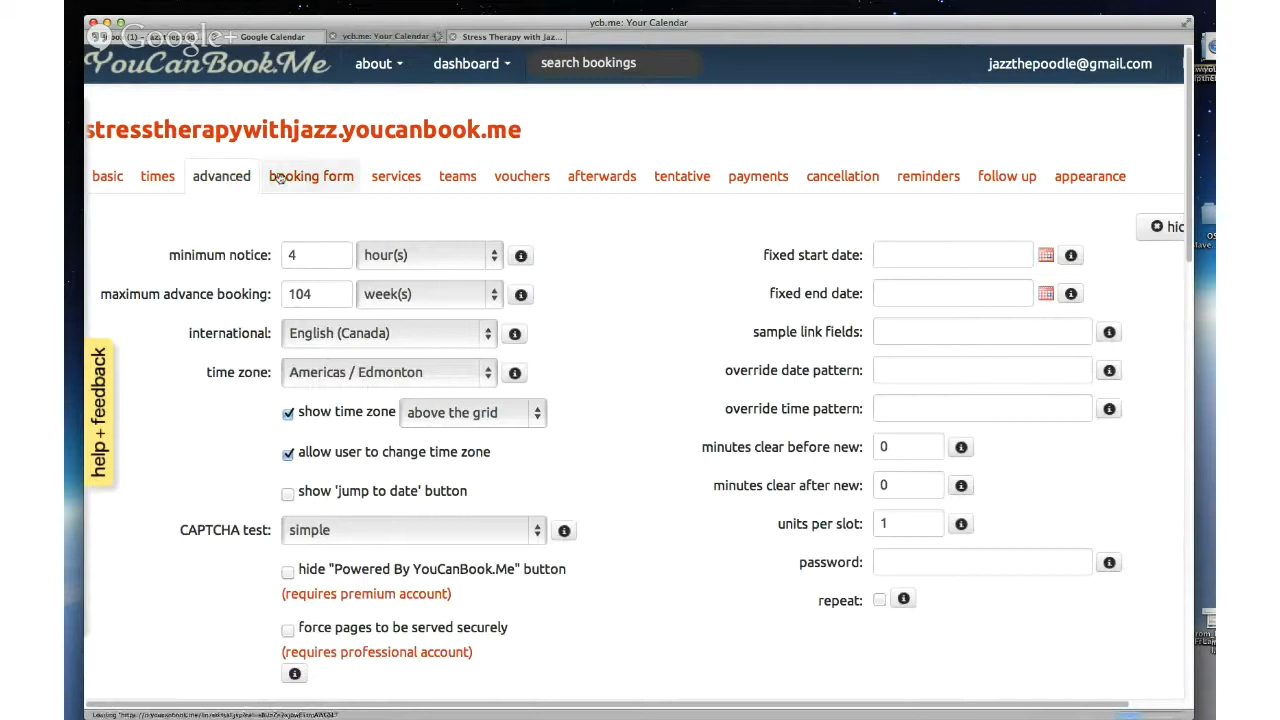 ycb.me: Your Calendar
Google+
Google Calendar
ycb.me: Your Calendar
Stress Therapy with Jaz...
YouCanBook.Me
about
dashboard
search bookings
jazzthepoodle@gmail.com
stresstherapywithjazz.youcanbook.me
basic
times
advanced
booking form
services
teams
vouchers
afterwards
tentative
payments
cancellation
reminders
follow up
appearance
hid
minimum notice: 4 hour(s)
fixed start date:
maximum advance booking: 104 week(s)
fixed end date:
international: English (Canada)
sample link fields:
time zone: Americas / Edmonton
override date pattern:
show time zone above the grid
override time pattern:
allow user to change time zone
minutes clear before new: 0
show 'jump to date' button
minutes clear after new: 0
CAPTCHA test: simple
units per slot: 1
hide "Powered By YouCanBook.Me" button
(requires premium account)
password:
force pages to be served securely
(requires professional account)
repeat:
help + feedback